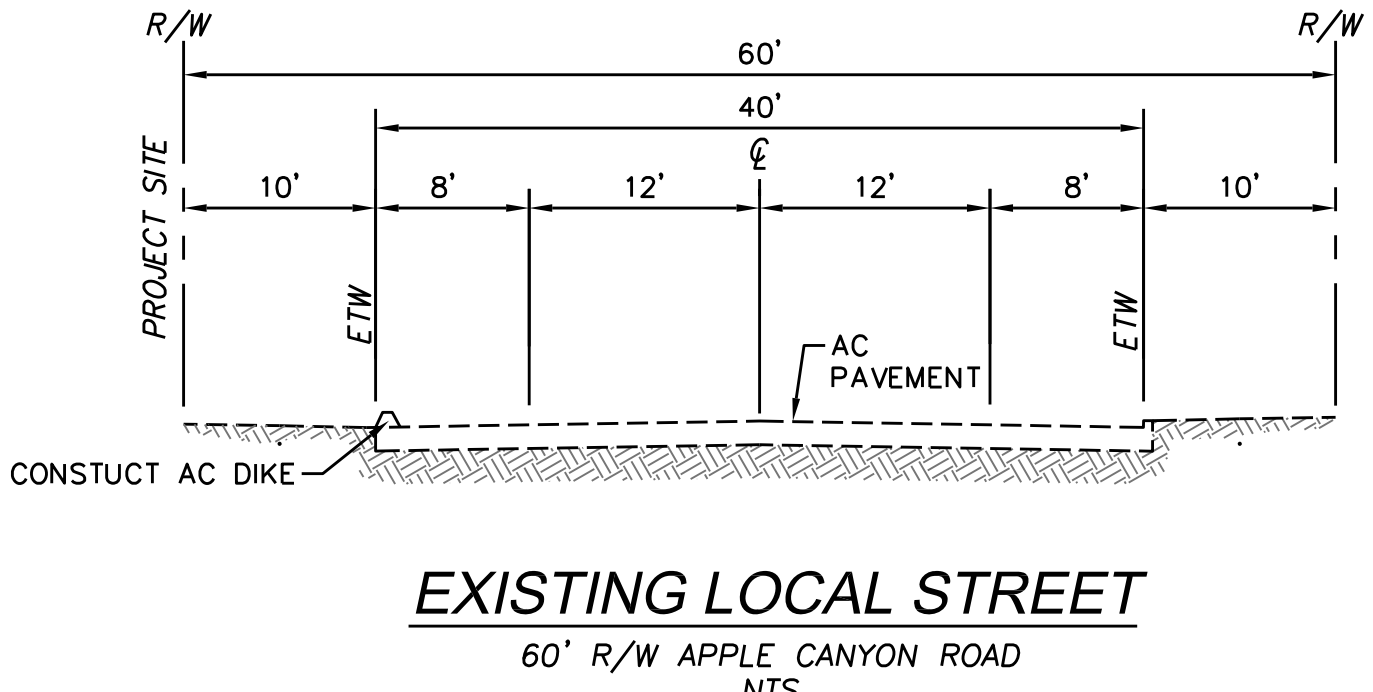 R/W
R/W
60'
40'
℄
10'
8'
12'
12'
8'
10'
PROJECT SITE
ETW
ETW
AC
PAVEMENT
CONSTUCT AC DIKE
EXISTING LOCAL STREET
60' R/W APPLE CANYON ROAD
NTS